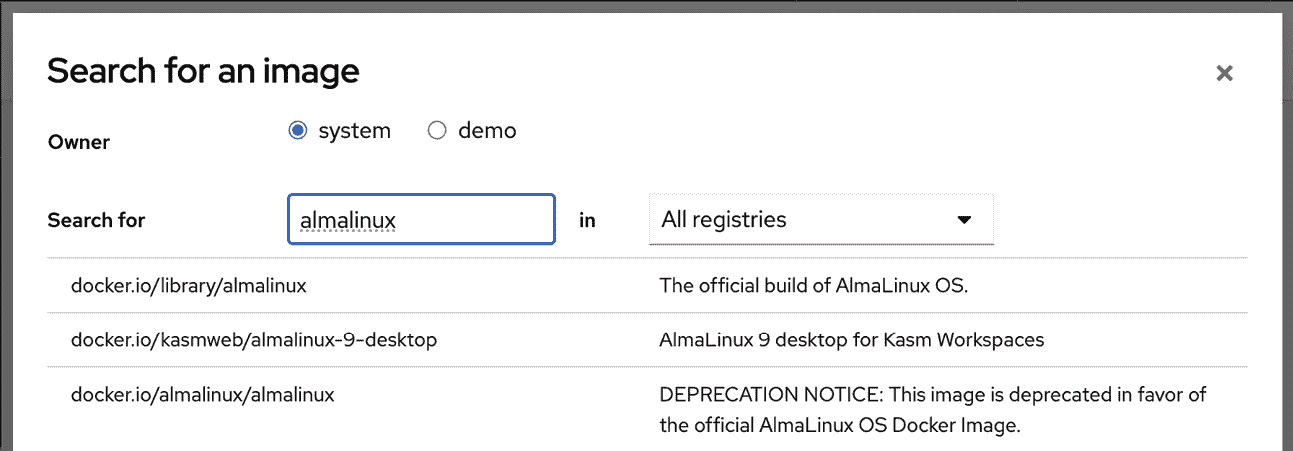 Search for an image
Owner
system
demo
Search for
almalinux
in
All registries
docker.io/library/almalinux
The official build of AlmaLinux OS.
docker.io/kasmweb/almalinux-9-desktop
AlmaLinux 9 desktop for Kasm Workspaces
docker.io/almalinux/almalinux
DEPRECATION NOTICE: This image is deprecated in favor of
the official AlmaLinux OS Docker Image.